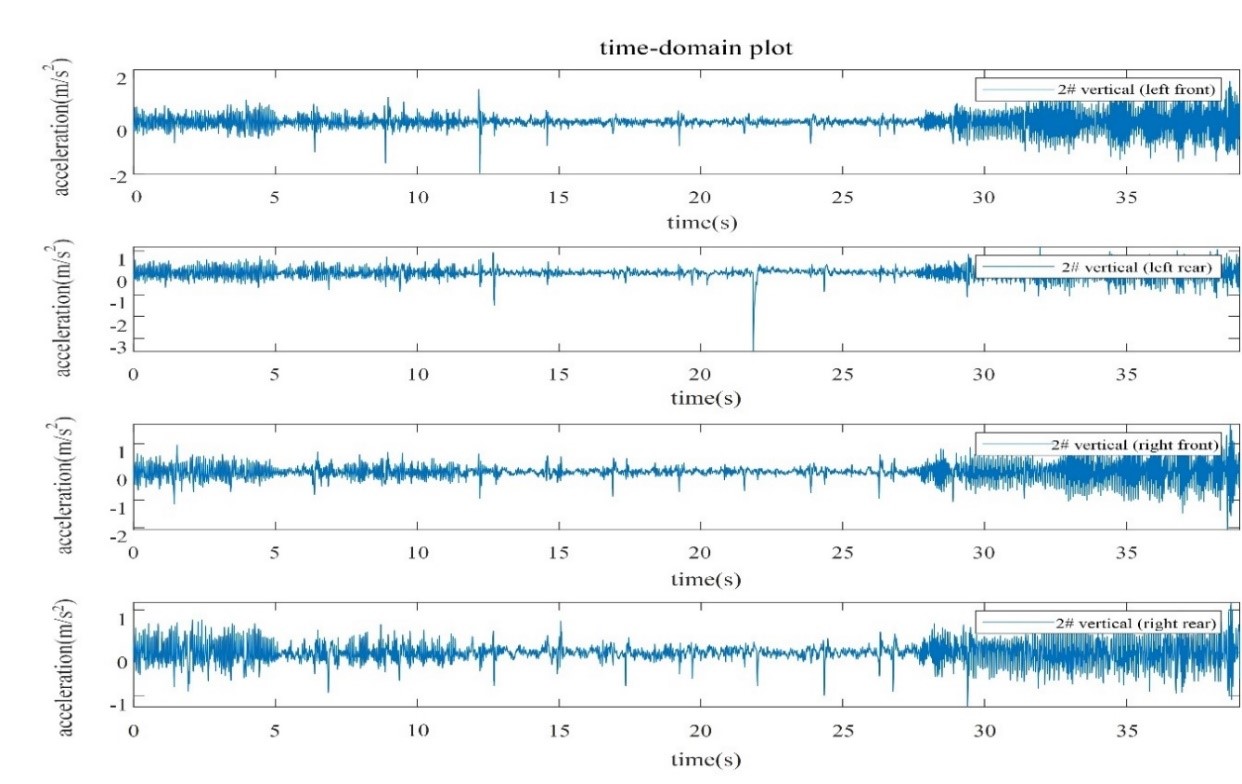 time-domain plot
acceleration(m/s²)
2
0
-2
2# vertical (left front)
0 5 10 15 20 25 30 35
time(s)
acceleration(m/s²)
1
0
-1
-2
-3
2# vertical (left rear)
0 5 10 15 20 25 30 35
time(s)
acceleration(m/s²)
1
0
-1
-2
2# vertical (right front)
0 5 10 15 20 25 30 35
time(s)
acceleration(m/s²)
1
0
-1
2# vertical (right rear)
0 5 10 15 20 25 30 35
time(s)